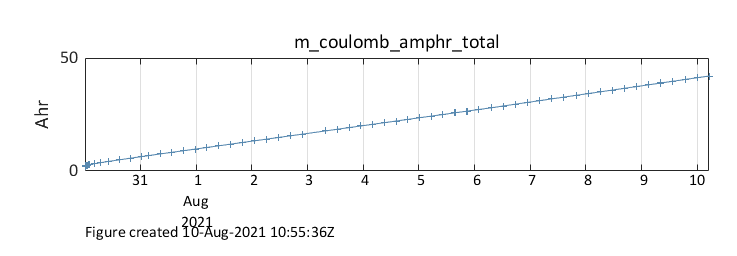 m_coulomb_amphr_total
50
Ahr
0
31 1 2 3 4 5 6 7 8 9 10
Aug
2021
Figure created 10-Aug-2021 10:55:36Z